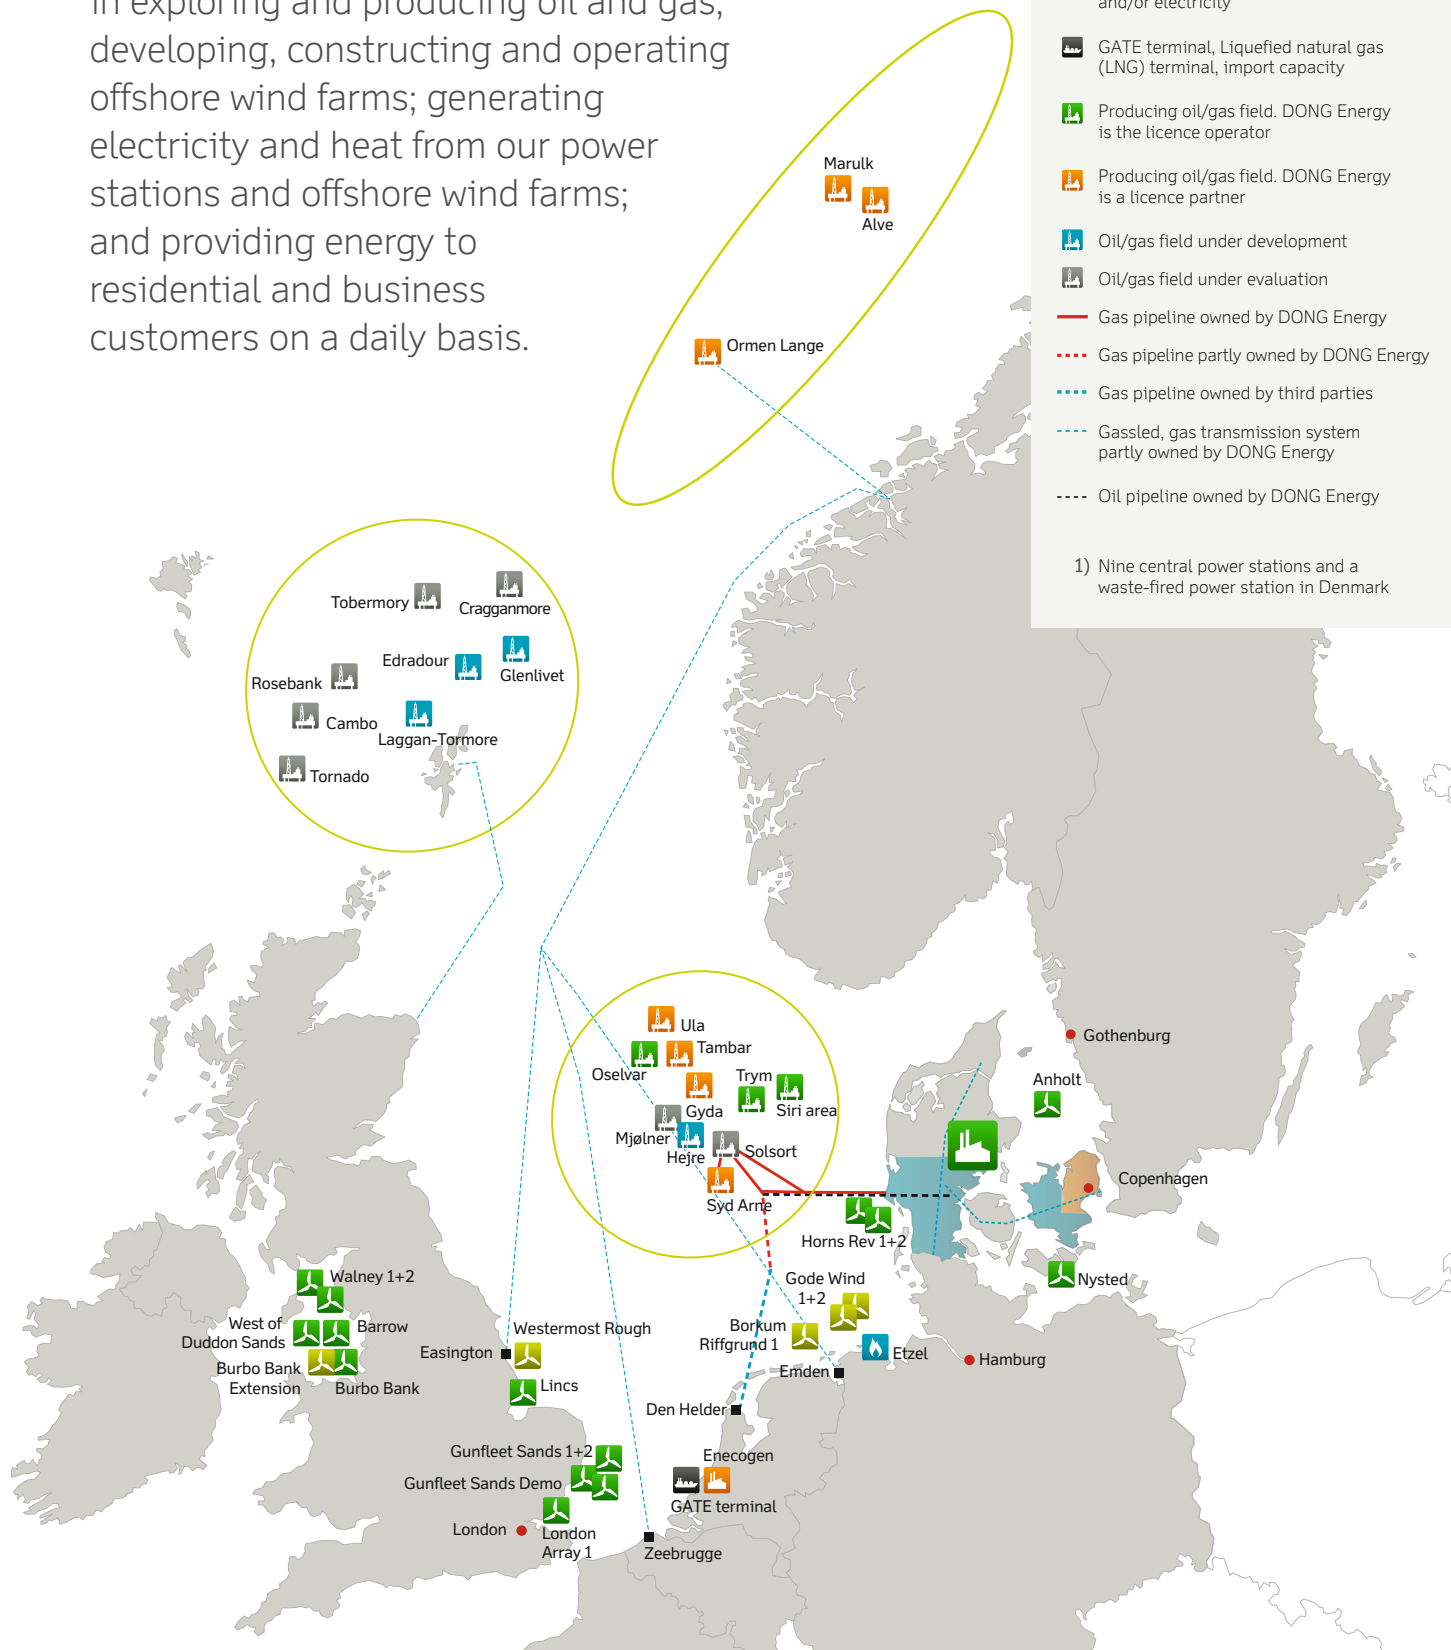 in exploring and producing oil and gas;
developing, constructing and operating
offshore wind farms; generating
electricity and heat from our power
stations and offshore wind farms;
and providing energy to
residential and business
customers on a daily basis.
and/or electricity
GATE terminal, Liquefied natural gas
(LNG) terminal, import capacity
Producing oil/gas field. DONG Energy
is the licence operator
Producing oil/gas field. DONG Energy
is a licence partner
Oil/gas field under development
Oil/gas field under evaluation
Gas pipeline owned by DONG Energy
Gas pipeline partly owned by DONG Energy
Gas pipeline owned by third parties
Gassled, gas transmission system
partly owned by DONG Energy
Oil pipeline owned by DONG Energy
1) Nine central power stations and a
waste-fired power station in Denmark
Marulk
Alve
Ormen Lange
Tobermory
Cragganmore
Edradour
Glenlivet
Rosebank
Cambo
Laggan-Tormore
Tornado
Ula
Tambar
Oselvar
Trym
Gyda
Siri area
Mjølner
Hejre
Solsort
Syd Arne
Gothenburg
Anholt
Copenhagen
Horns Rev 1+2
Nysted
Gode Wind
1+2
Borkum
Riffgrund 1
Etzel
Hamburg
Emden
Den Helder
Enecogen
GATE terminal
Zeebrugge
Walney 1+2
West of
Duddon Sands
Barrow
Burbo Bank
Extension
Burbo Bank
Westermost Rough
Easington
Lincs
Gunfleet Sands 1+2
Gunfleet Sands Demo
London
London
Array 1